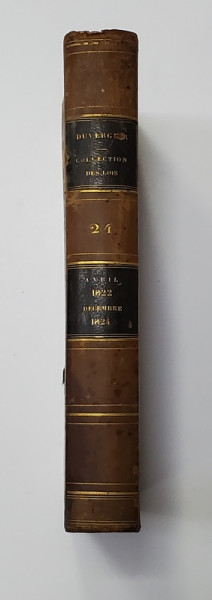 DUVERGIER
COLLECTION
DES LOIS
24
AVRIL
1822
DECEMBRE
1824